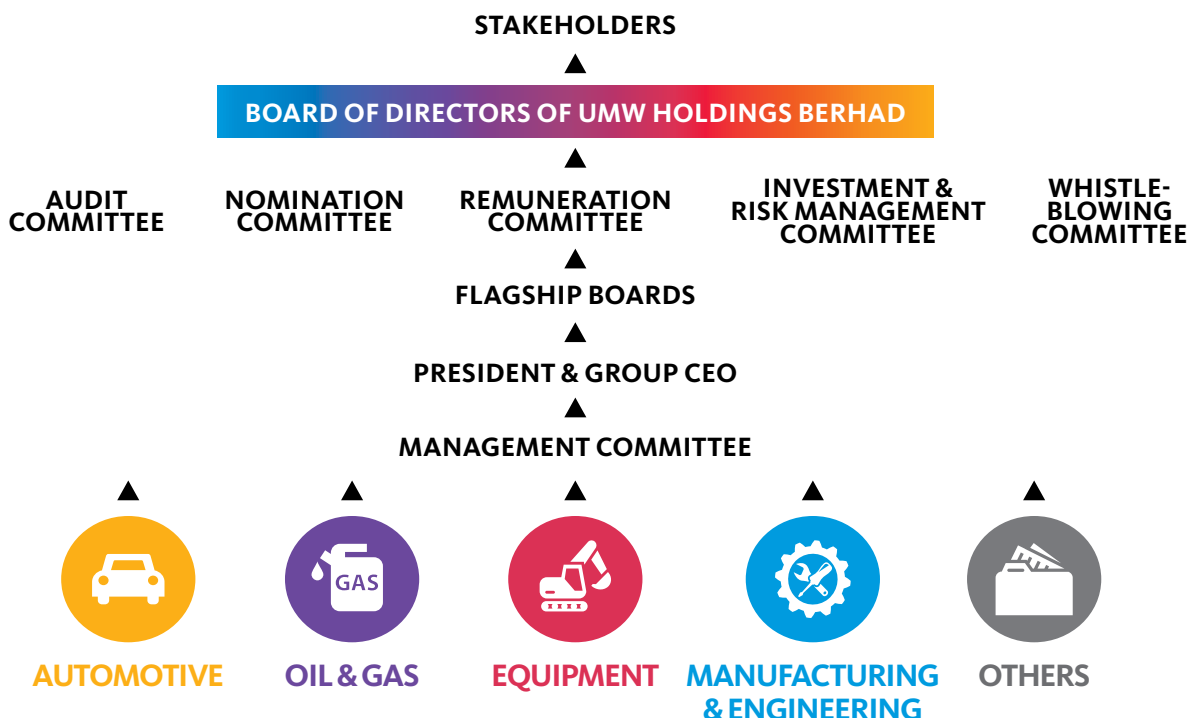 STAKEHOLDERS
BOARD OF DIRECTORS OF UMW HOLDINGS BERHAD
AUDIT
COMMITTEE
NOMINATION
COMMITTEE
REMUNERATION
COMMITTEE
INVESTMENT &
RISK MANAGEMENT
COMMITTEE
WHISTLE-
BLOWING
COMMITTEE
FLAGSHIP BOARDS
PRESIDENT & GROUP CEO
MANAGEMENT COMMITTEE
GAS
AUTOMOTIVE
OIL & GAS
EQUIPMENT
MANUFACTURING
& ENGINEERING
OTHERS